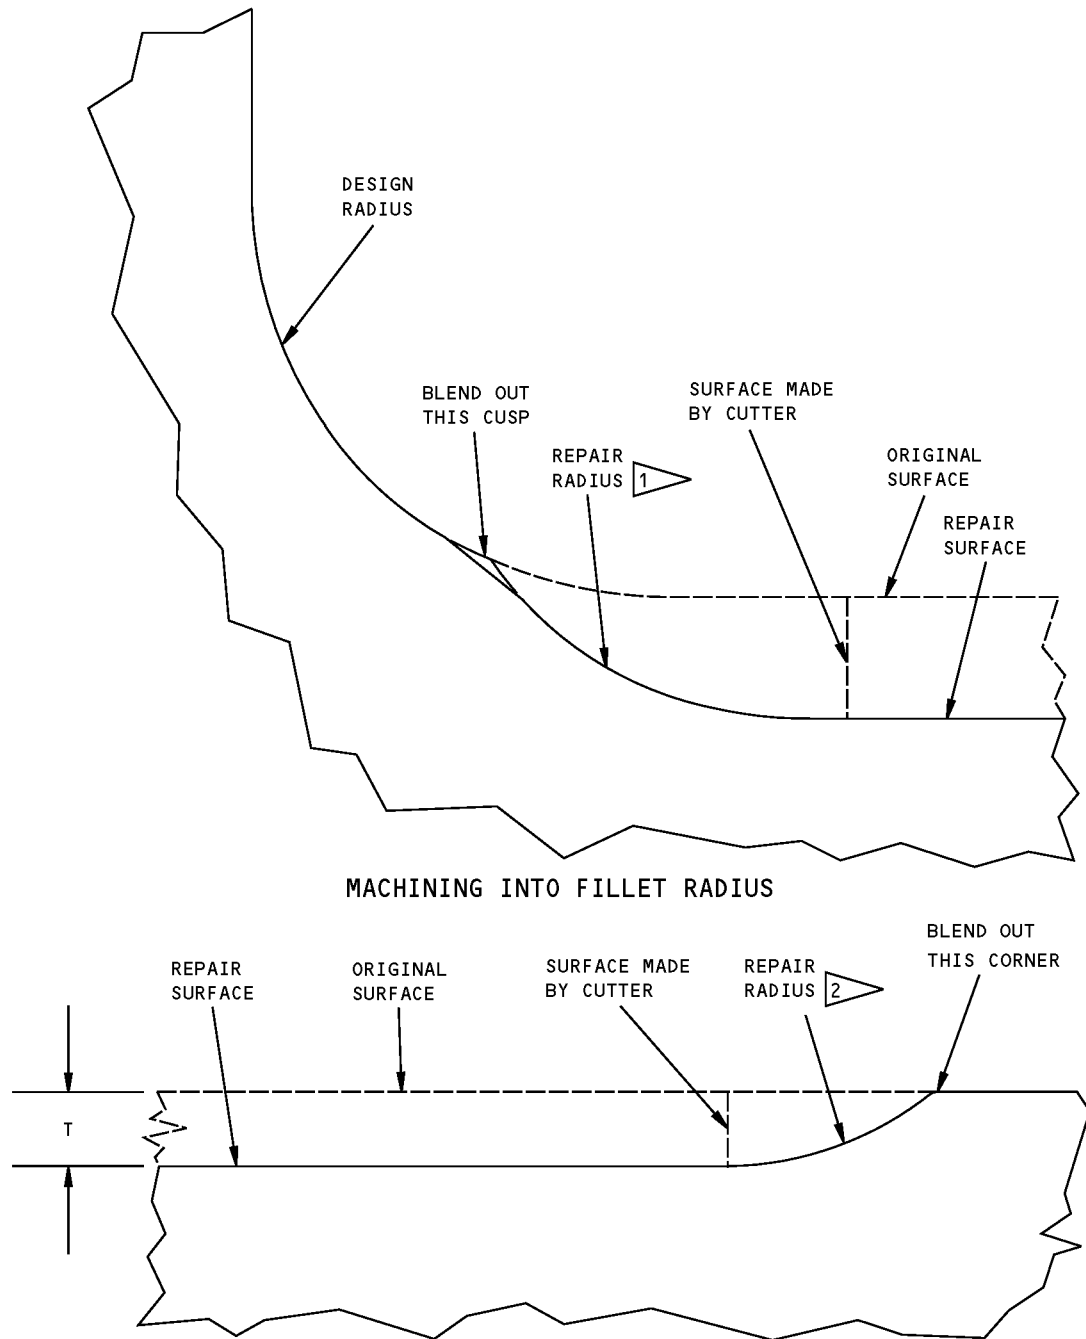 DESIGN
RADIUS
BLEND OUT
THIS CUSP
SURFACE MADE
BY CUTTER
REPAIR
RADIUS 1
ORIGINAL
SURFACE
REPAIR
SURFACE
MACHINING INTO FILLET RADIUS
REPAIR
SURFACE
ORIGINAL
SURFACE
SURFACE MADE
BY CUTTER
REPAIR
RADIUS 2
BLEND OUT
THIS CORNER
T